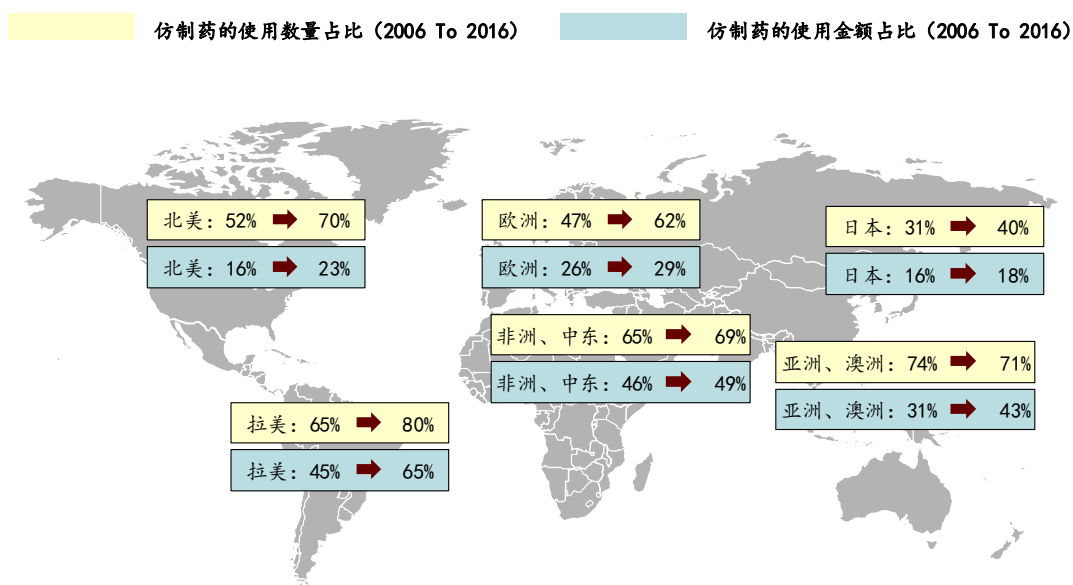 仿制药的使用数量占比（2006 To 2016）
仿制药的使用金额占比（2006 To 2016）
北美：52% 70%
北美：16% 23%
欧洲：47% 62%
欧洲：26% 29%
日本：31% 40%
日本：16% 18%
非洲、中东：65% 69%
非洲、中东：46% 49%
亚洲、澳洲：74% 71%
亚洲、澳洲：31% 43%
拉美：65% 80%
拉美：45% 65%